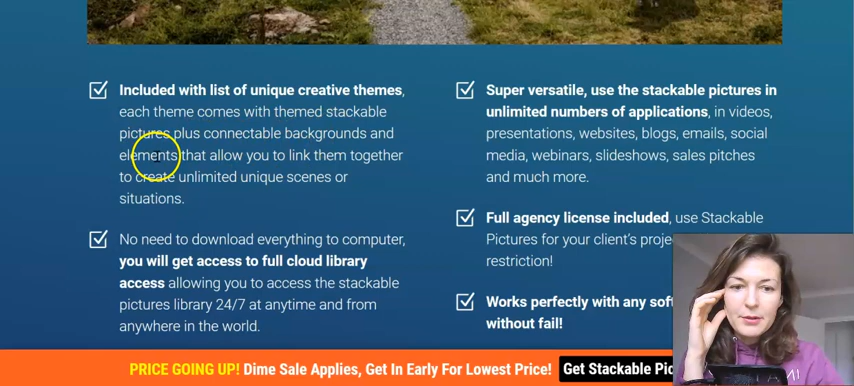 Included with list of unique creative themes,
each theme comes with themed stackable
pictures plus connectable backgrounds and
elements that allow you to link them together
to create unlimited unique scenes or
situations.
No need to download everything to computer,
you will get access to full cloud library
access allowing you to access the stackable
pictures library 24/7 at anytime and from
anywhere in the world.
Super versatile, use the stackable pictures in
unlimited numbers of applications, in videos,
presentations, websites, blogs, emails, social
media, webinars, slideshows, sales pitches
and much more.
Full agency license included, use Stackable
Pictures for your client's
restriction!
Works perfectly with any
without fail!
PRICE GOING UP! Dime Sale Applies, Get In Early For Lowest Price! Get Stackable